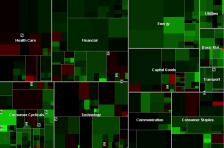 Energy
Utilities
Health Care
Financial
Basic Mat
Capital Goods
Transport
Consumer Cyclicals
Technology
Communication
Consumer Staples